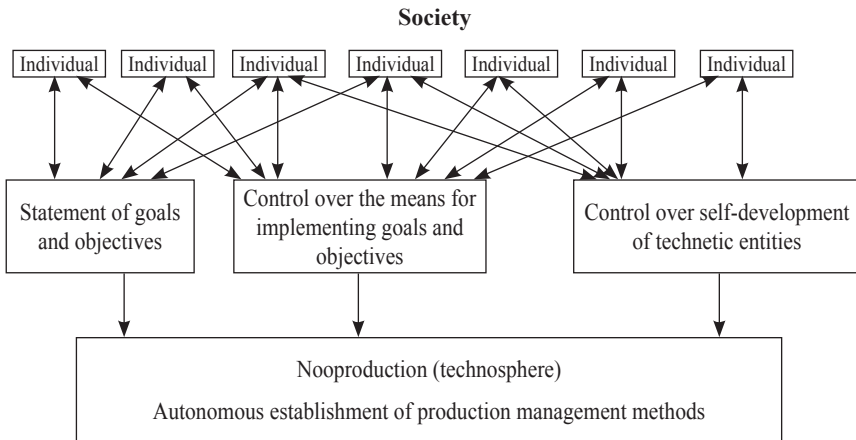 Society
Individual Individual Individual Individual Individual Individual Individual
Statement of goals
and objectives
Control over the means for
implementing goals and
objectives
Control over self-development
of technetic entities
Nooproduction (technosphere)
Autonomous establishment of production management methods